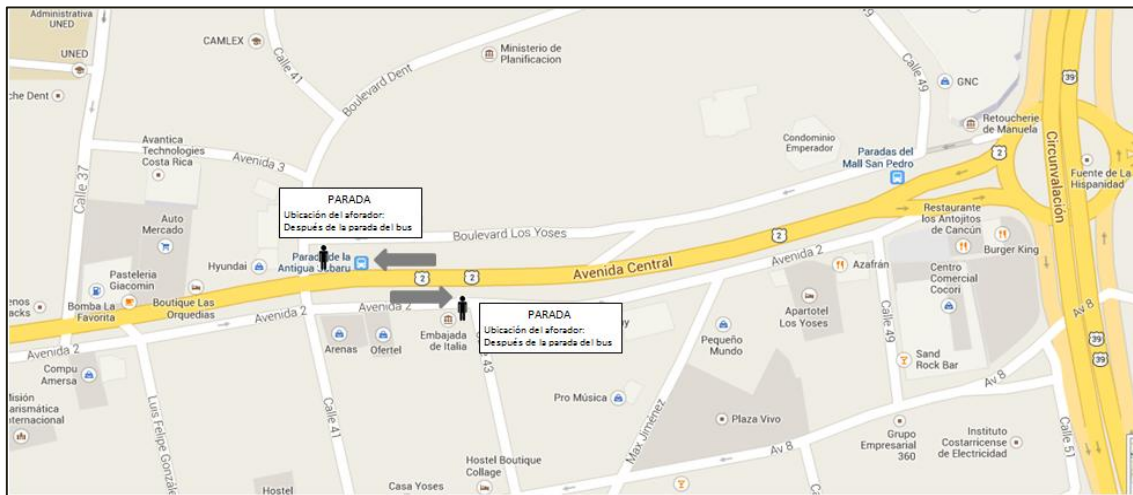 Administrativa
UNED
UNED
CAMLEX
Calle 41
Boulevard Dent
Ministerio de
Planificacion
Calle 49
GNC
39
Retoucherie
de Manuela
che Dent
Avantica
Technologies
Costa Rica
Avenida 3
Calle 37
Condominio
Emperador
Paradas del
Mall San Pedro
2
Circunvalación
Fuente de La
Hispanidad
PARADA
Ubicación del aforador:
Después de la parada del bus
Auto
Mercado
Hyundai
de la
Antigua
Boulevard Los Yoses
Restaurante
los Antojitos
de Cancún
Burger King
2
2
2
2
Avenida Central
Avenida 2
Pasteleria
Giacomin
Bomba La
Favorita
Boutique Las
Orquedias
Azafrán
Centro
Comercial
Cocorí
Avenida 2
Avenida 2
Avenida 2
PARADA
Ubicación del aforador:
Después de la parada del bus
Arenas
Ofertel
Embajada
de Italia
43
Apartotel
Los Yoses
Pequeño
Mundo
Calle 49
Av 8
39
39
Compu
Amersa
Sand
Rock Bar
Luis Felipe
Calle 41
Pro Música
Max Jiménez
Plaza Vivo
Av 8
Av 8
Grupo
Empresarial
360
Instituto
Costarricense
de Electricidad
Calle 51
Hostel Boutique
Collage
Casa Yoses
Hostel